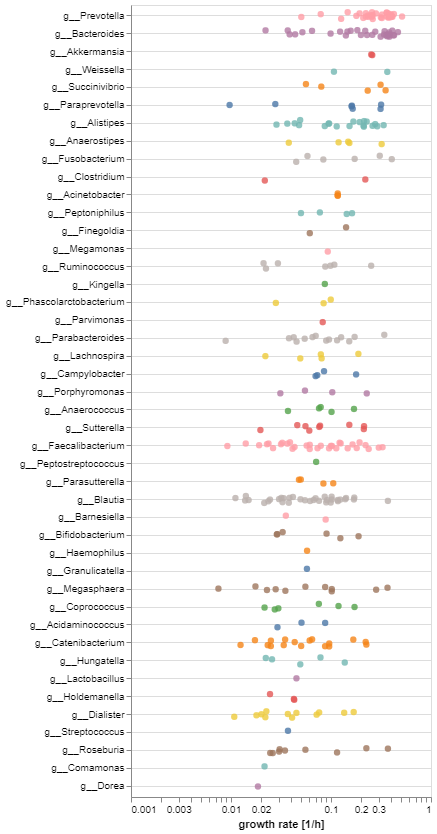 g__Prevotella
g__Bacteroides
g__Akkermansia
g__Weissella
g__Succinivibrio
g__Paraprevotella
g__Alistipes
g__Anaerostipes
g__Fusobacterium
g__Clostridium
g__Acinetobacter
g__Peptoniphilus
g__Finegoldia
g__Megamonas
g__Ruminococcus
g__Kingella
g__Phascolarctobacterium
g__Parvimonas
g__Parabacteroides
g__Lachnospira
g__Campylobacter
g__Porphyromonas
g__Anaerococcus
g__Sutterella
g__Faecalibacterium
g__Peptostreptococcus
g__Parasutterella
g__Blautia
g__Barnesiella
g__Bifidobacterium
g__Haemophilus
g__Granulicatella
g__Megasphaera
g__Coprococcus
g__Acidaminococcus
g__Catenibacterium
g__Hungatella
g__Lactobacillus
g__Holdemanella
g__Dialister
g__Streptococcus
g__Roseburia
g__Comamonas
g__Dorea
0.001 0.003 0.01 0.02 0.1 0.2 0.3 1
growth rate [1/h]